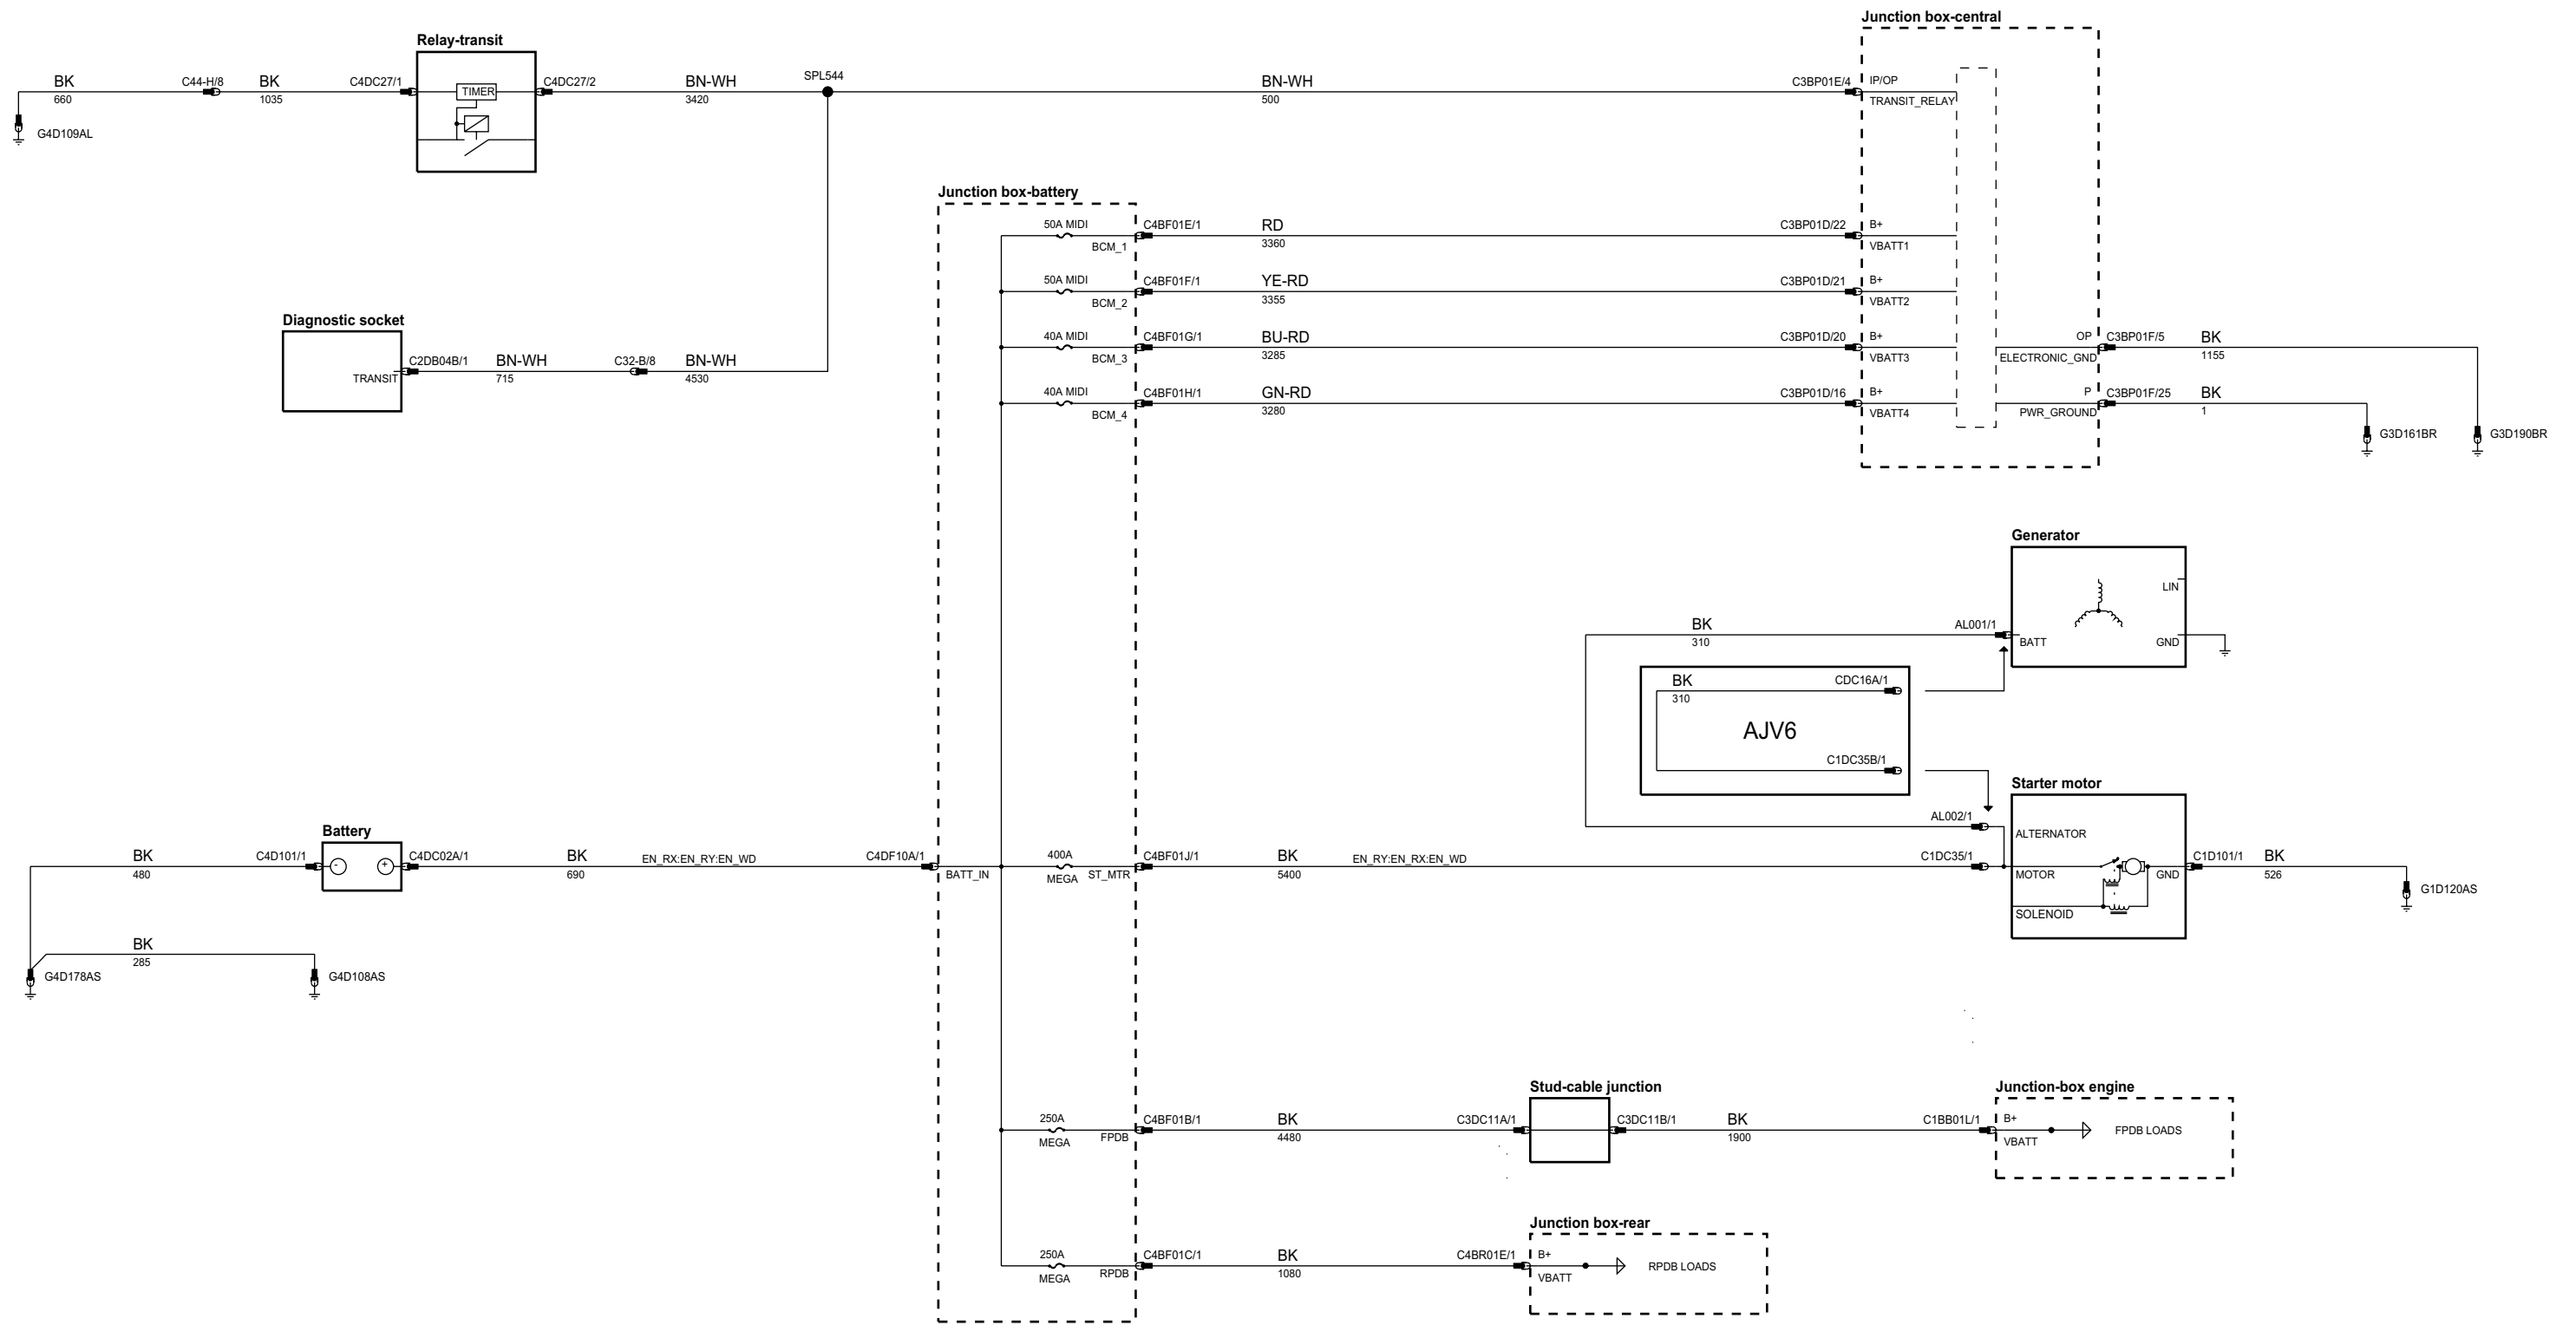 Junction box-central
Relay-transit
BK
660
C44-H/8
BK
1035
C4DC27/1
TIMER
C4DC27/2
BN-WH
3420
SPL544
BN-WH
500
C3BP01E/4
IP/OP
TRANSIT_RELAY
G4D109AL
Junction box-battery
50A MIDI
BCM_1
C4BF01E/1
RD
3360
C3BP01D/22
B+
VBATT1
50A MIDI
BCM_2
C4BF01F/1
YE-RD
3355
C3BP01D/21
B+
VBATT2
Diagnostic socket
TRANSIT
C2DB04B/1
BN-WH
715
C32-B/8
BN-WH
4530
40A MIDI
BCM_3
C4BF01G/1
BU-RD
3285
C3BP01D/20
B+
VBATT3
OP
ELECTRONIC_GND
C3BP01F/5
BK
1155
40A MIDI
BCM_4
C4BF01H/1
GN-RD
3280
C3BP01D/16
B+
VBATT4
P
PWR_GROUND
C3BP01F/25
BK
1
G3D161BR
G3D190BR
Generator
LIN
BK
310
AL001/1
BATT
GND
BK
310
CDC16A/1
AJV6
C1DC35B/1
Starter motor
AL002/1
ALTERNATOR
Battery
BK
480
C4D101/1
-
+
C4DC02A/1
BK
690
EN_RX:EN_RY:EN_WD
C4DF10A/1
BATT_IN
400A
MEGA
ST_MTR
C4BF01J/1
BK
5400
EN_RY:EN_RX:EN_WD
C1DC35/1
MOTOR
GND
SOLENOID
C1D101/1
BK
526
G1D120AS
BK
285
G4D178AS
G4D108AS
Stud-cable junction
Junction-box engine
250A
MEGA
FPDB
C4BF01B/1
BK
4480
C3DC11A/1
C3DC11B/1
BK
1900
C1BB01L/1
B+
VBATT
FPDB LOADS
Junction box-rear
250A
MEGA
RPDB
C4BF01C/1
BK
1080
C4BR01E/1
B+
VBATT
RPDB LOADS